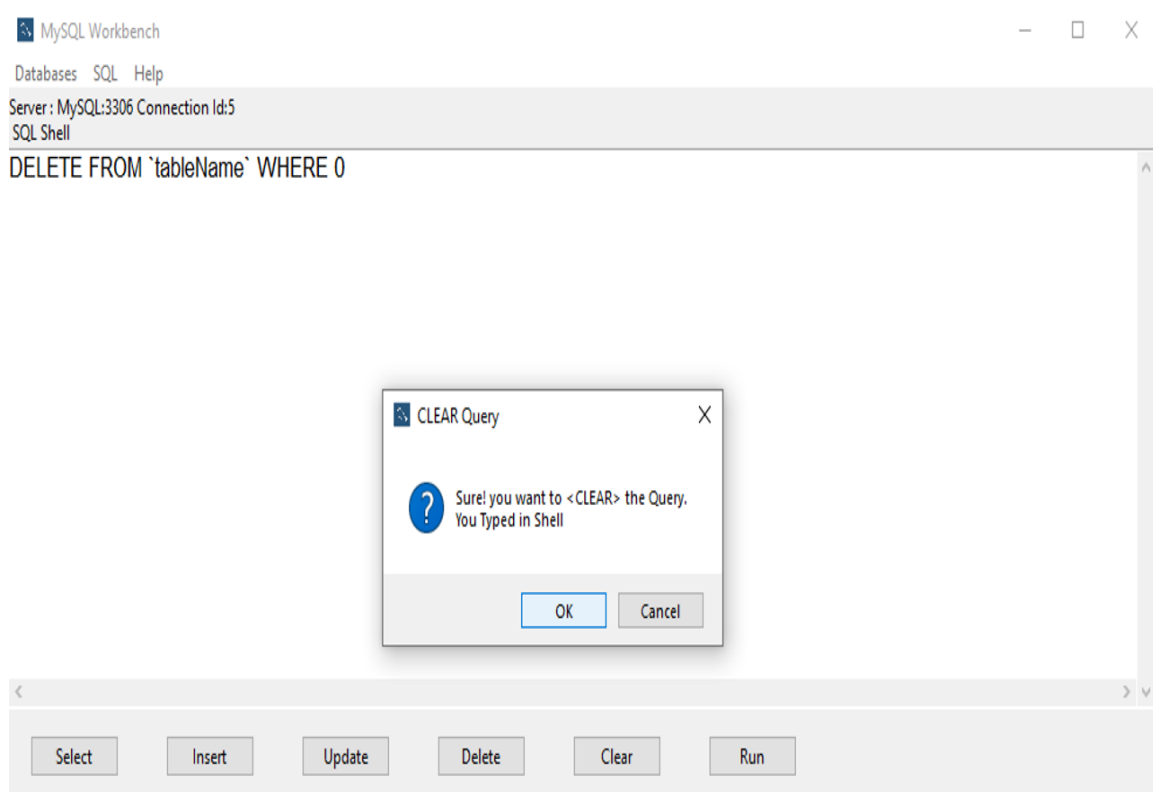 MySQL Workbench
Databases SQL Help
Server : MySQL:3306 Connection Id:5
SQL Shell
DELETE FROM `tableName` WHERE 0
CLEAR Query
Sure! you want to <CLEAR> the Query.
You Typed in Shell
OK Cancel
Select Insert Update Delete Clear Run